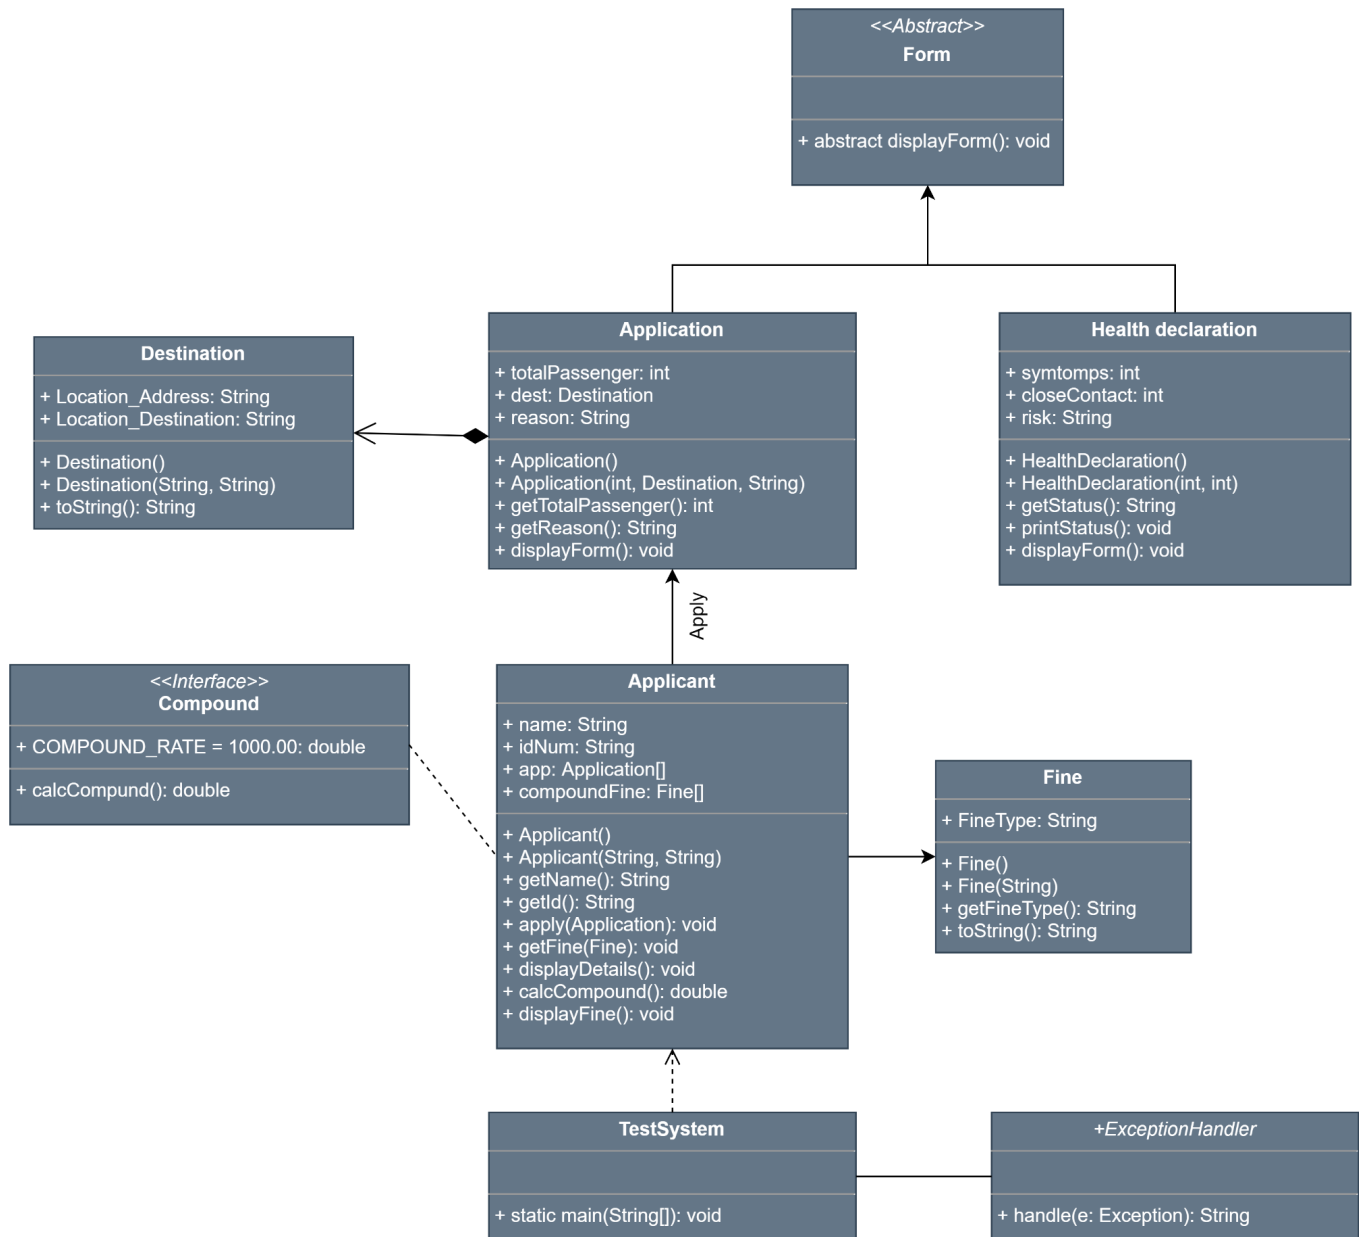 <<Abstract>>
Form
+ abstract displayForm(): void
Destination
+ Location_Address: String
+ Location_Destination: String
+ Destination()
+ Destination(String, String)
+ toString(): String
Application
+ totalPassenger: int
+ dest: Destination
+ reason: String
+ Application()
+ Application(int, Destination, String)
+ getTotalPassenger(): int
+ getReason(): String
+ displayForm(): void
Health declaration
+ symtomps: int
+ closeContact: int
+ risk: String
+ HealthDeclaration()
+ HealthDeclaration(int, int)
+ getStatus(): String
+ printStatus(): void
+ displayForm(): void
Apply
<<Interface>>
Compound
+ COMPOUND_RATE = 1000.00: double
+ calcCompund(): double
Applicant
+ name: String
+ idNum: String
+ app: Application[]
+ compoundFine: Fine[]
+ Applicant()
+ Applicant(String, String)
+ getName(): String
+ getId(): String
+ apply(Application): void
+ getFine(Fine): void
+ displayDetails(): void
+ calcCompound(): double
+ displayFine(): void
Fine
+ FineType: String
+ Fine()
+ Fine(String)
+ getFineType(): String
+ toString(): String
TestSystem
+ static main(String[]): void
+ExceptionHandler
+ handle(e: Exception): String